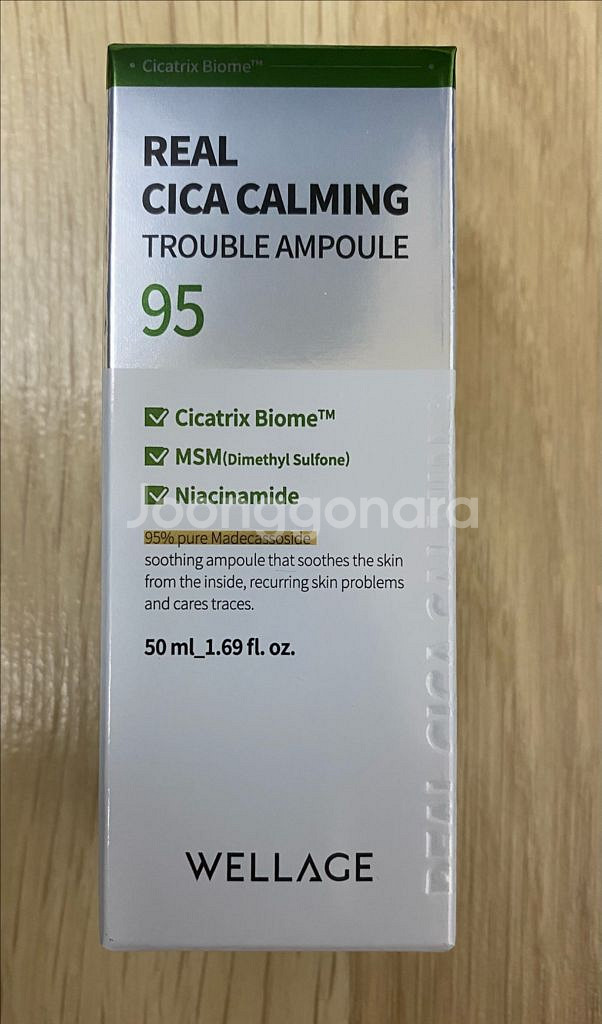 Cicatrix Biome™
REAL
CICA CALMING
TROUBLE AMPOULE
95
Cicatrix Biome™
MSM(Dimethyl Sulfone)
Niacinamide
Joonggonara
95% pure Madecassoside
soothing ampoule that soothes the skin
from the inside, recurring skin problems
and cares traces.
50 ml_1.69 fl. oz.
WELLAGE
REAL CICA CAL